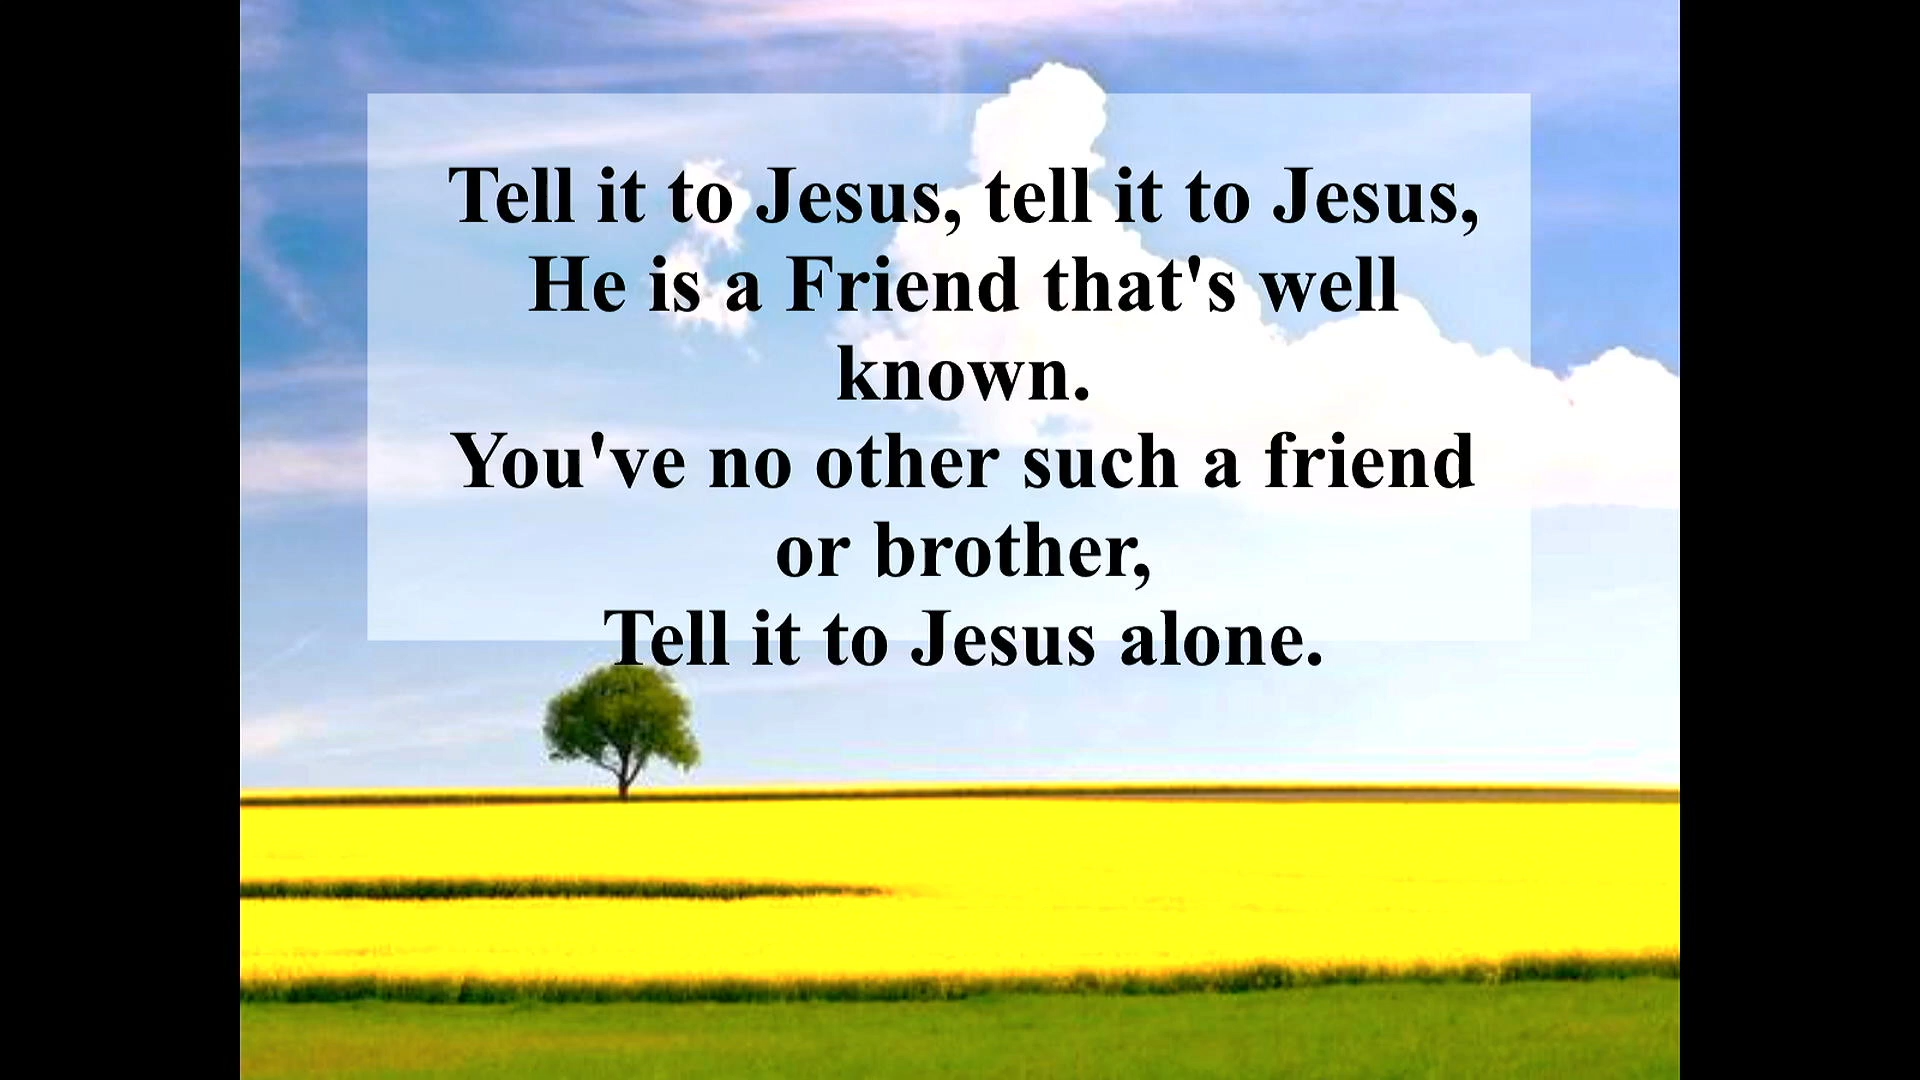 Tell it to Jesus, tell it to Jesus,
He is a Friend that's well
known.
You've no other such a friend
or brother,
Tell it to Jesus alone.